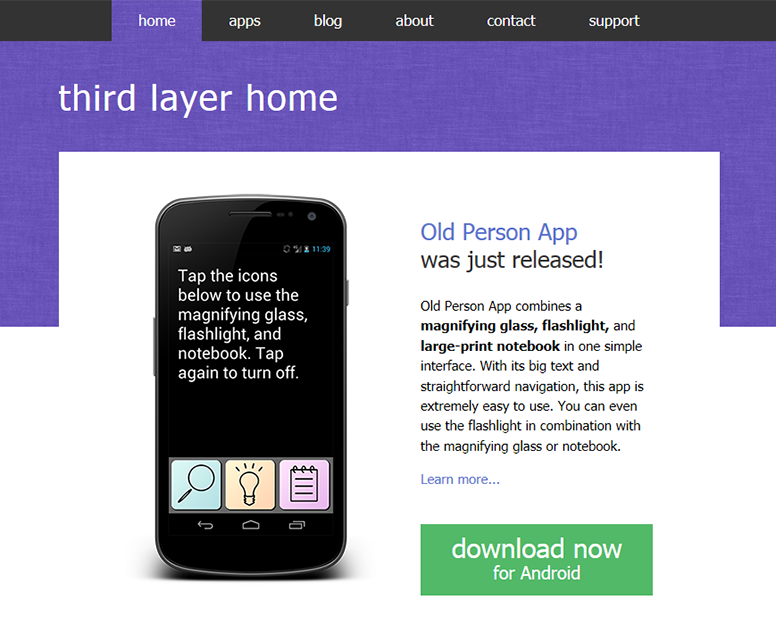 home apps blog about contact support
third layer home
11:39
Tap the icons
below to use the
magnifying glass,
flashlight, and
notebook. Tap
again to turn off.
Old Person App
was just released!
Old Person App combines a
magnifying glass, flashlight, and
large-print notebook in one simple
interface. With its big text and
straightforward navigation, this app is
extremely easy to use. You can even
use the flashlight in combination with
the magnifying glass or notebook.
Learn more...
download now
for Android